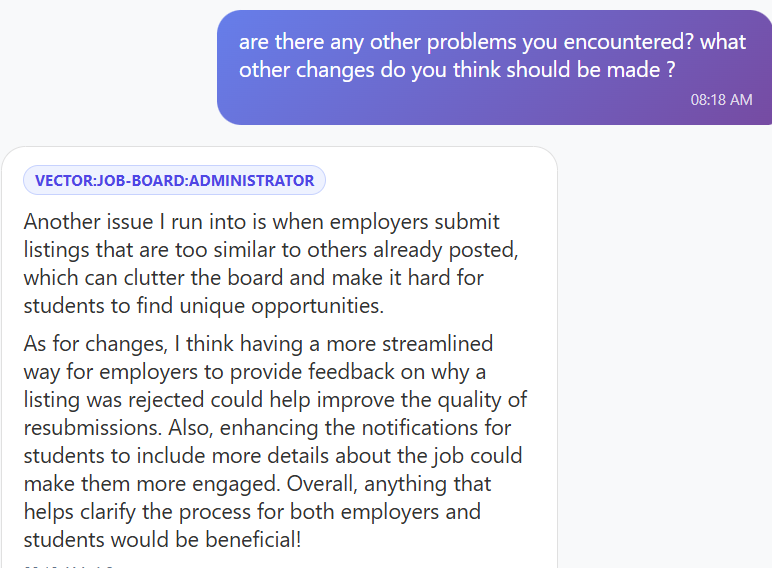 are there any other problems you encountered? what
other changes do you think should be made ?
08:18 AM
VECTOR:JOB-BOARD:ADMINISTRATOR
Another issue I run into is when employers submit
listings that are too similar to others already posted,
which can clutter the board and make it hard for
students to find unique opportunities.
As for changes, I think having a more streamlined
way for employers to provide feedback on why a
listing was rejected could help improve the quality of
resubmissions. Also, enhancing the notifications for
students to include more details about the job could
make them more engaged. Overall, anything that
helps clarify the process for both employers and
students would be beneficial!